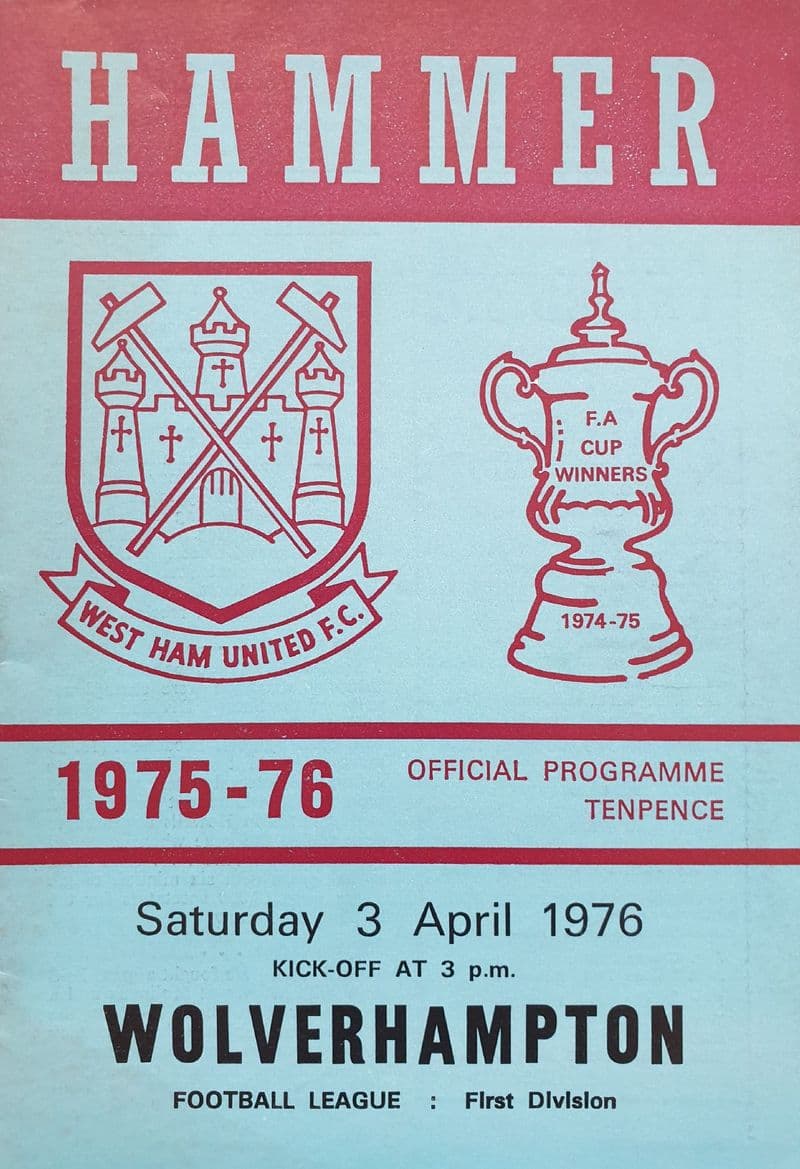 HAMMER
F.A
CUP
WINNERS
1974-75
WEST HAM UNITED F.C.
1975-76
OFFICIAL PROGRAMME
TENPENCE
Saturday 3 April 1976
KICK-OFF AT 3 p.m.
WOLVERHAMPTON
FOOTBALL LEAGUE : First Division